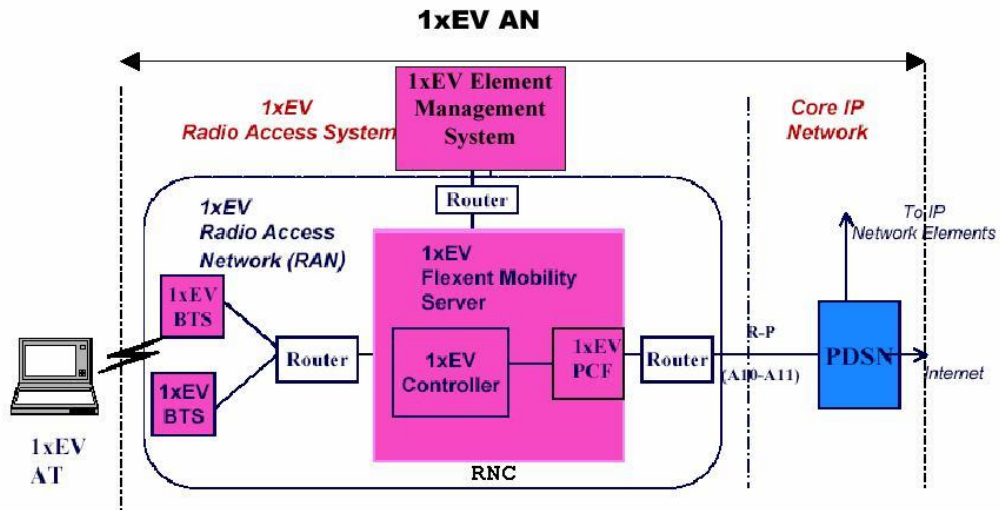 1xEV AN
1xEV Element
Management
System
1xEV
Radio Access System
Core IP
Network
Router
1xEV
Radio Access
Network (RAN)
1xEV
Flexent Mobility
Server
To IP
Network Elements
1xEV
BTS
Router
1xEV
Controller
1xEV
PCF
Router
R-P
(A10-A11)
PDSN
Internet
1xEV
BTS
1xEV
AT
RNC